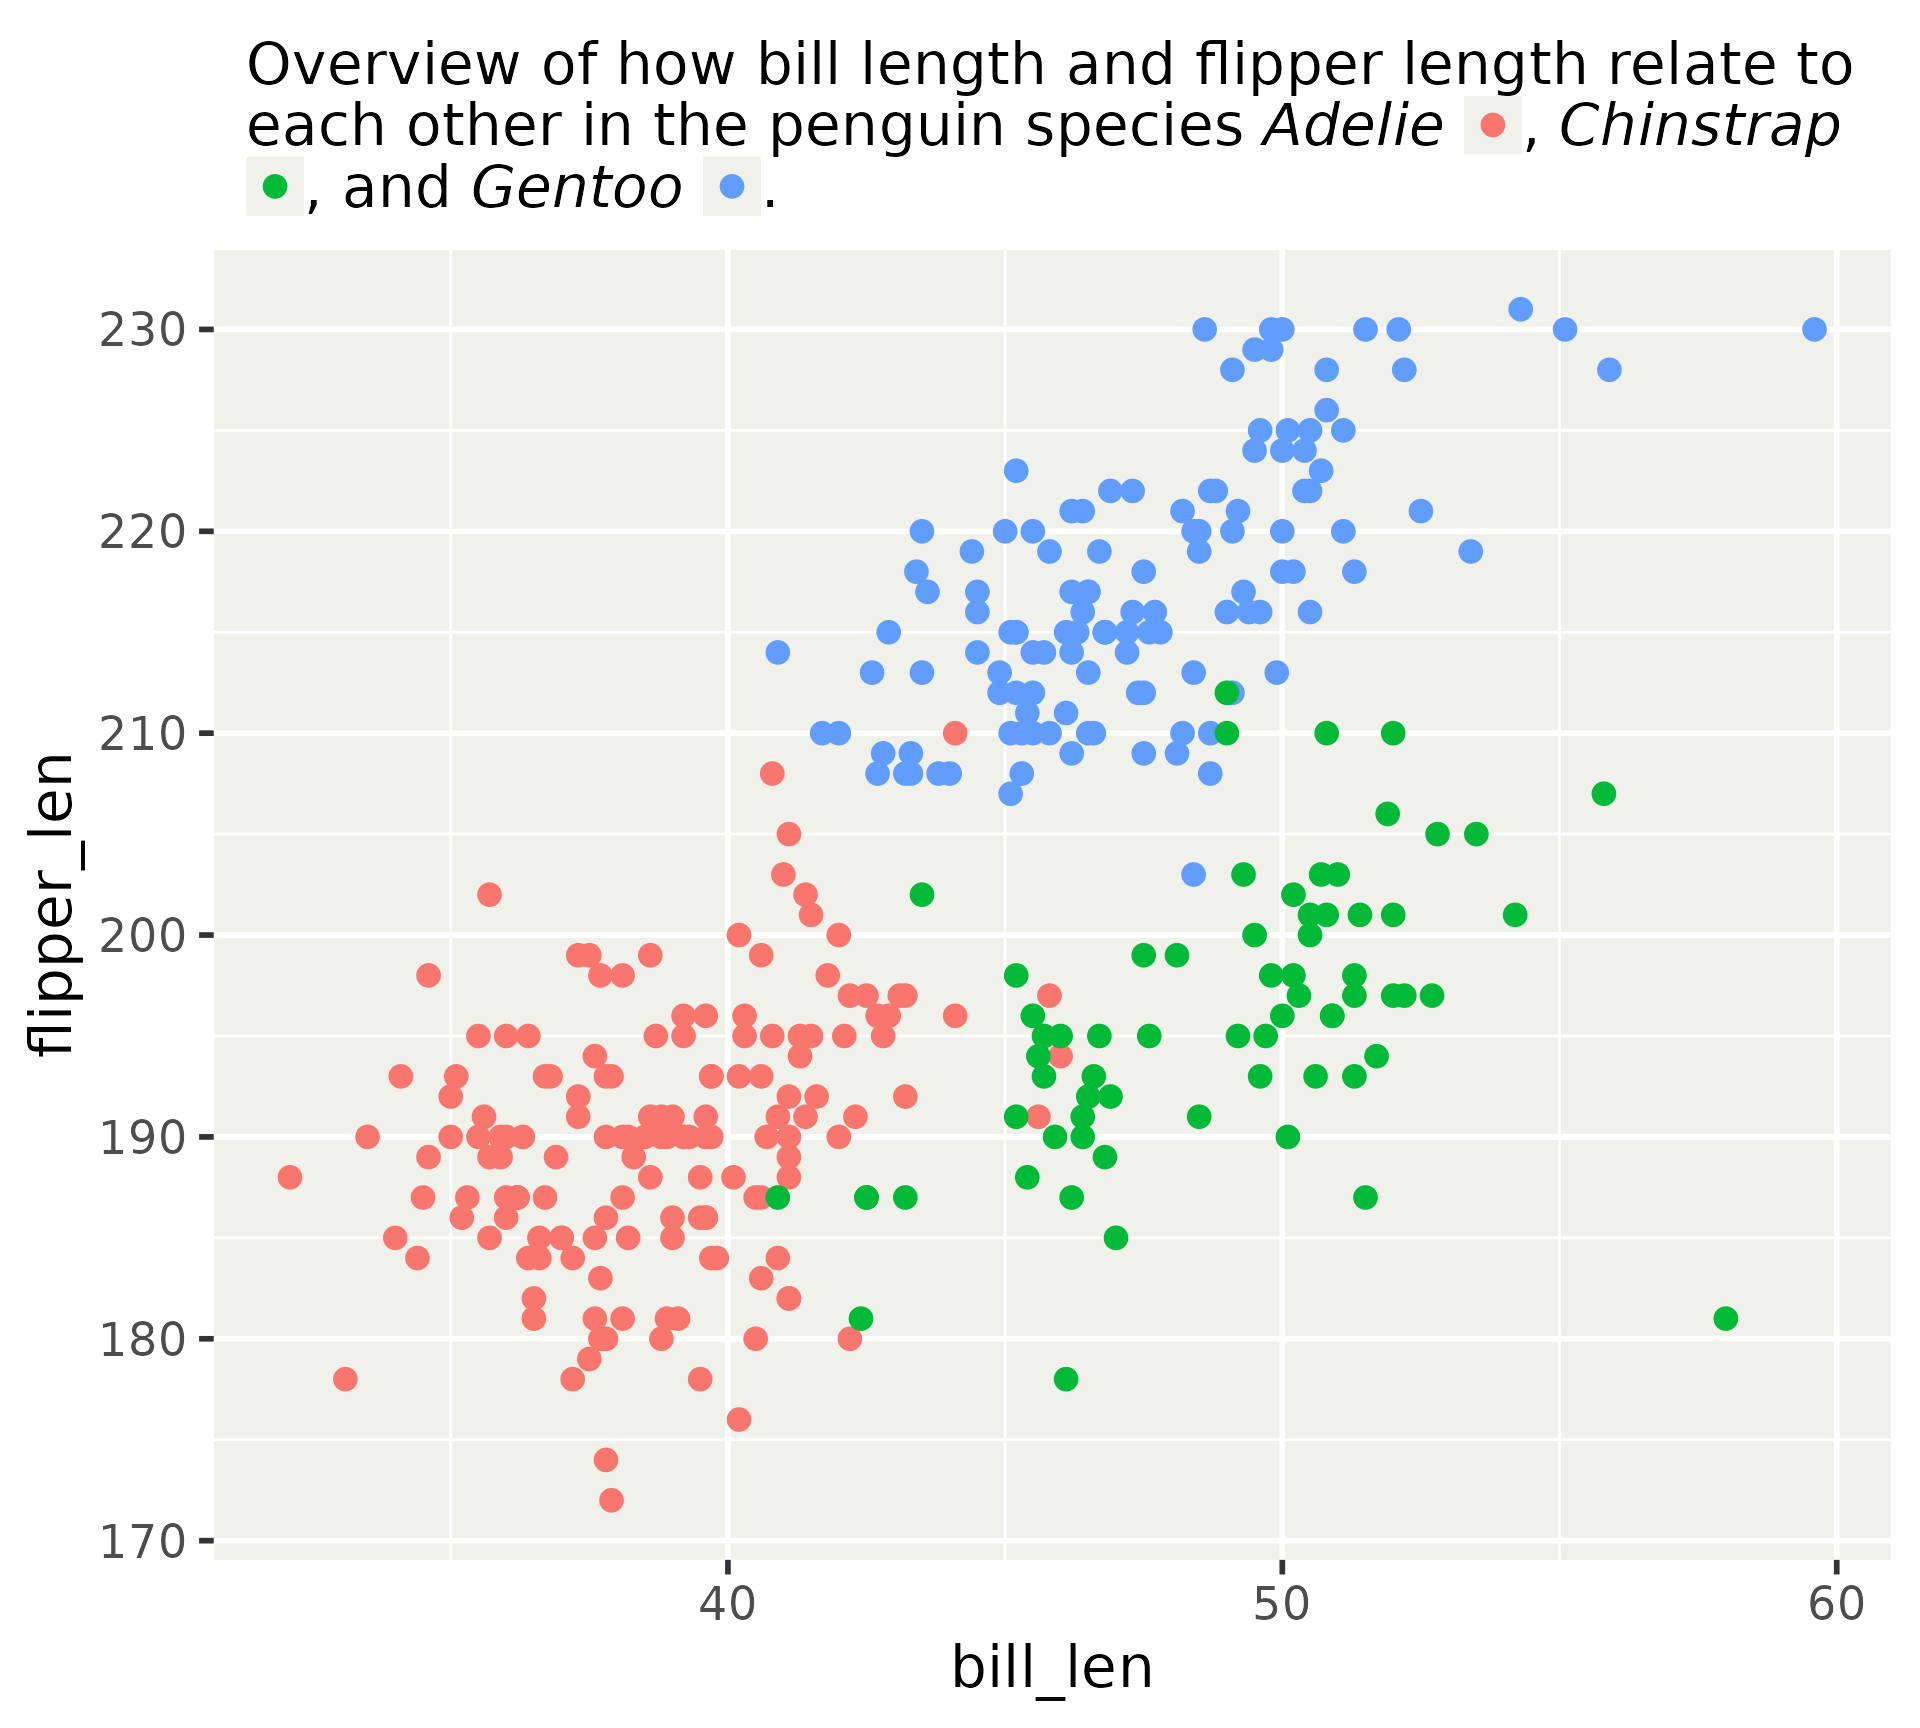 Overview of how bill length and flipper length relate to
each other in the penguin species Adelie , Chinstrap
, and Gentoo .
230
220
210
200
190
180
170
flipper_len
40 50 60
bill_len